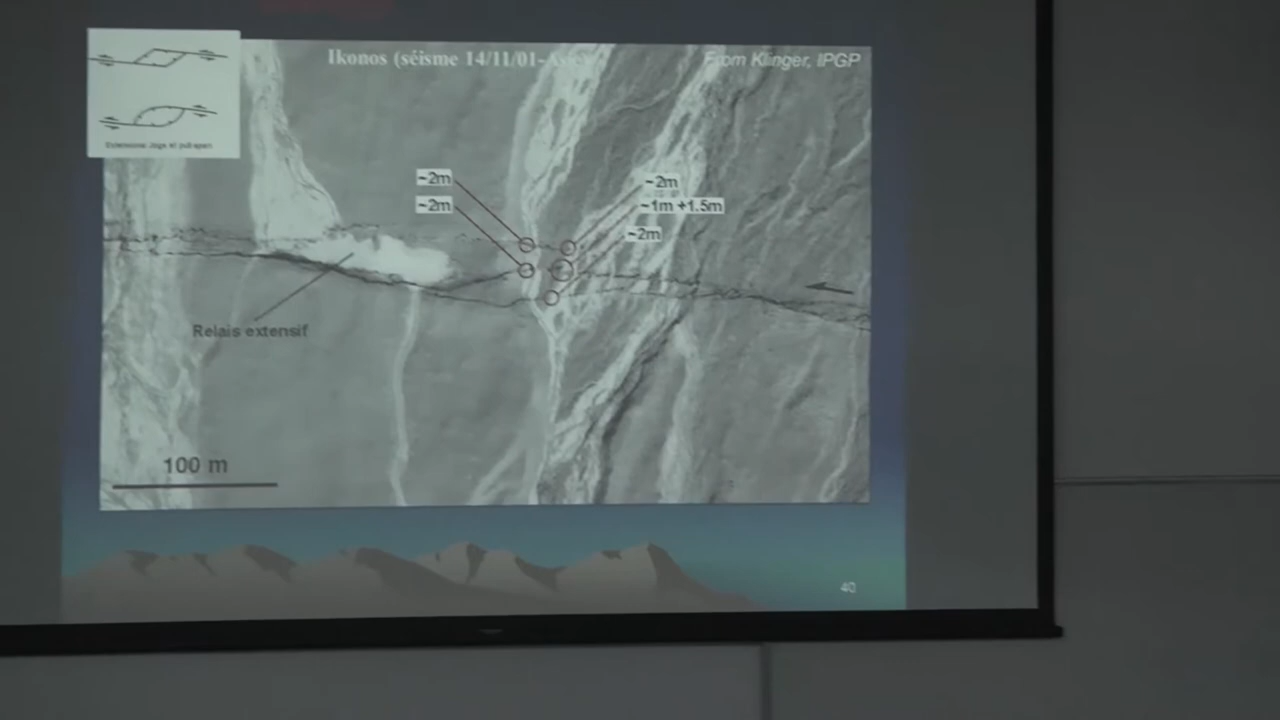 Ikonos (séisme 14/11/01-Asie)
From Klinger, IPGP
~2m
~2m
~2m
~1m +1.5m
~2m
Relais extensif
100 m
40